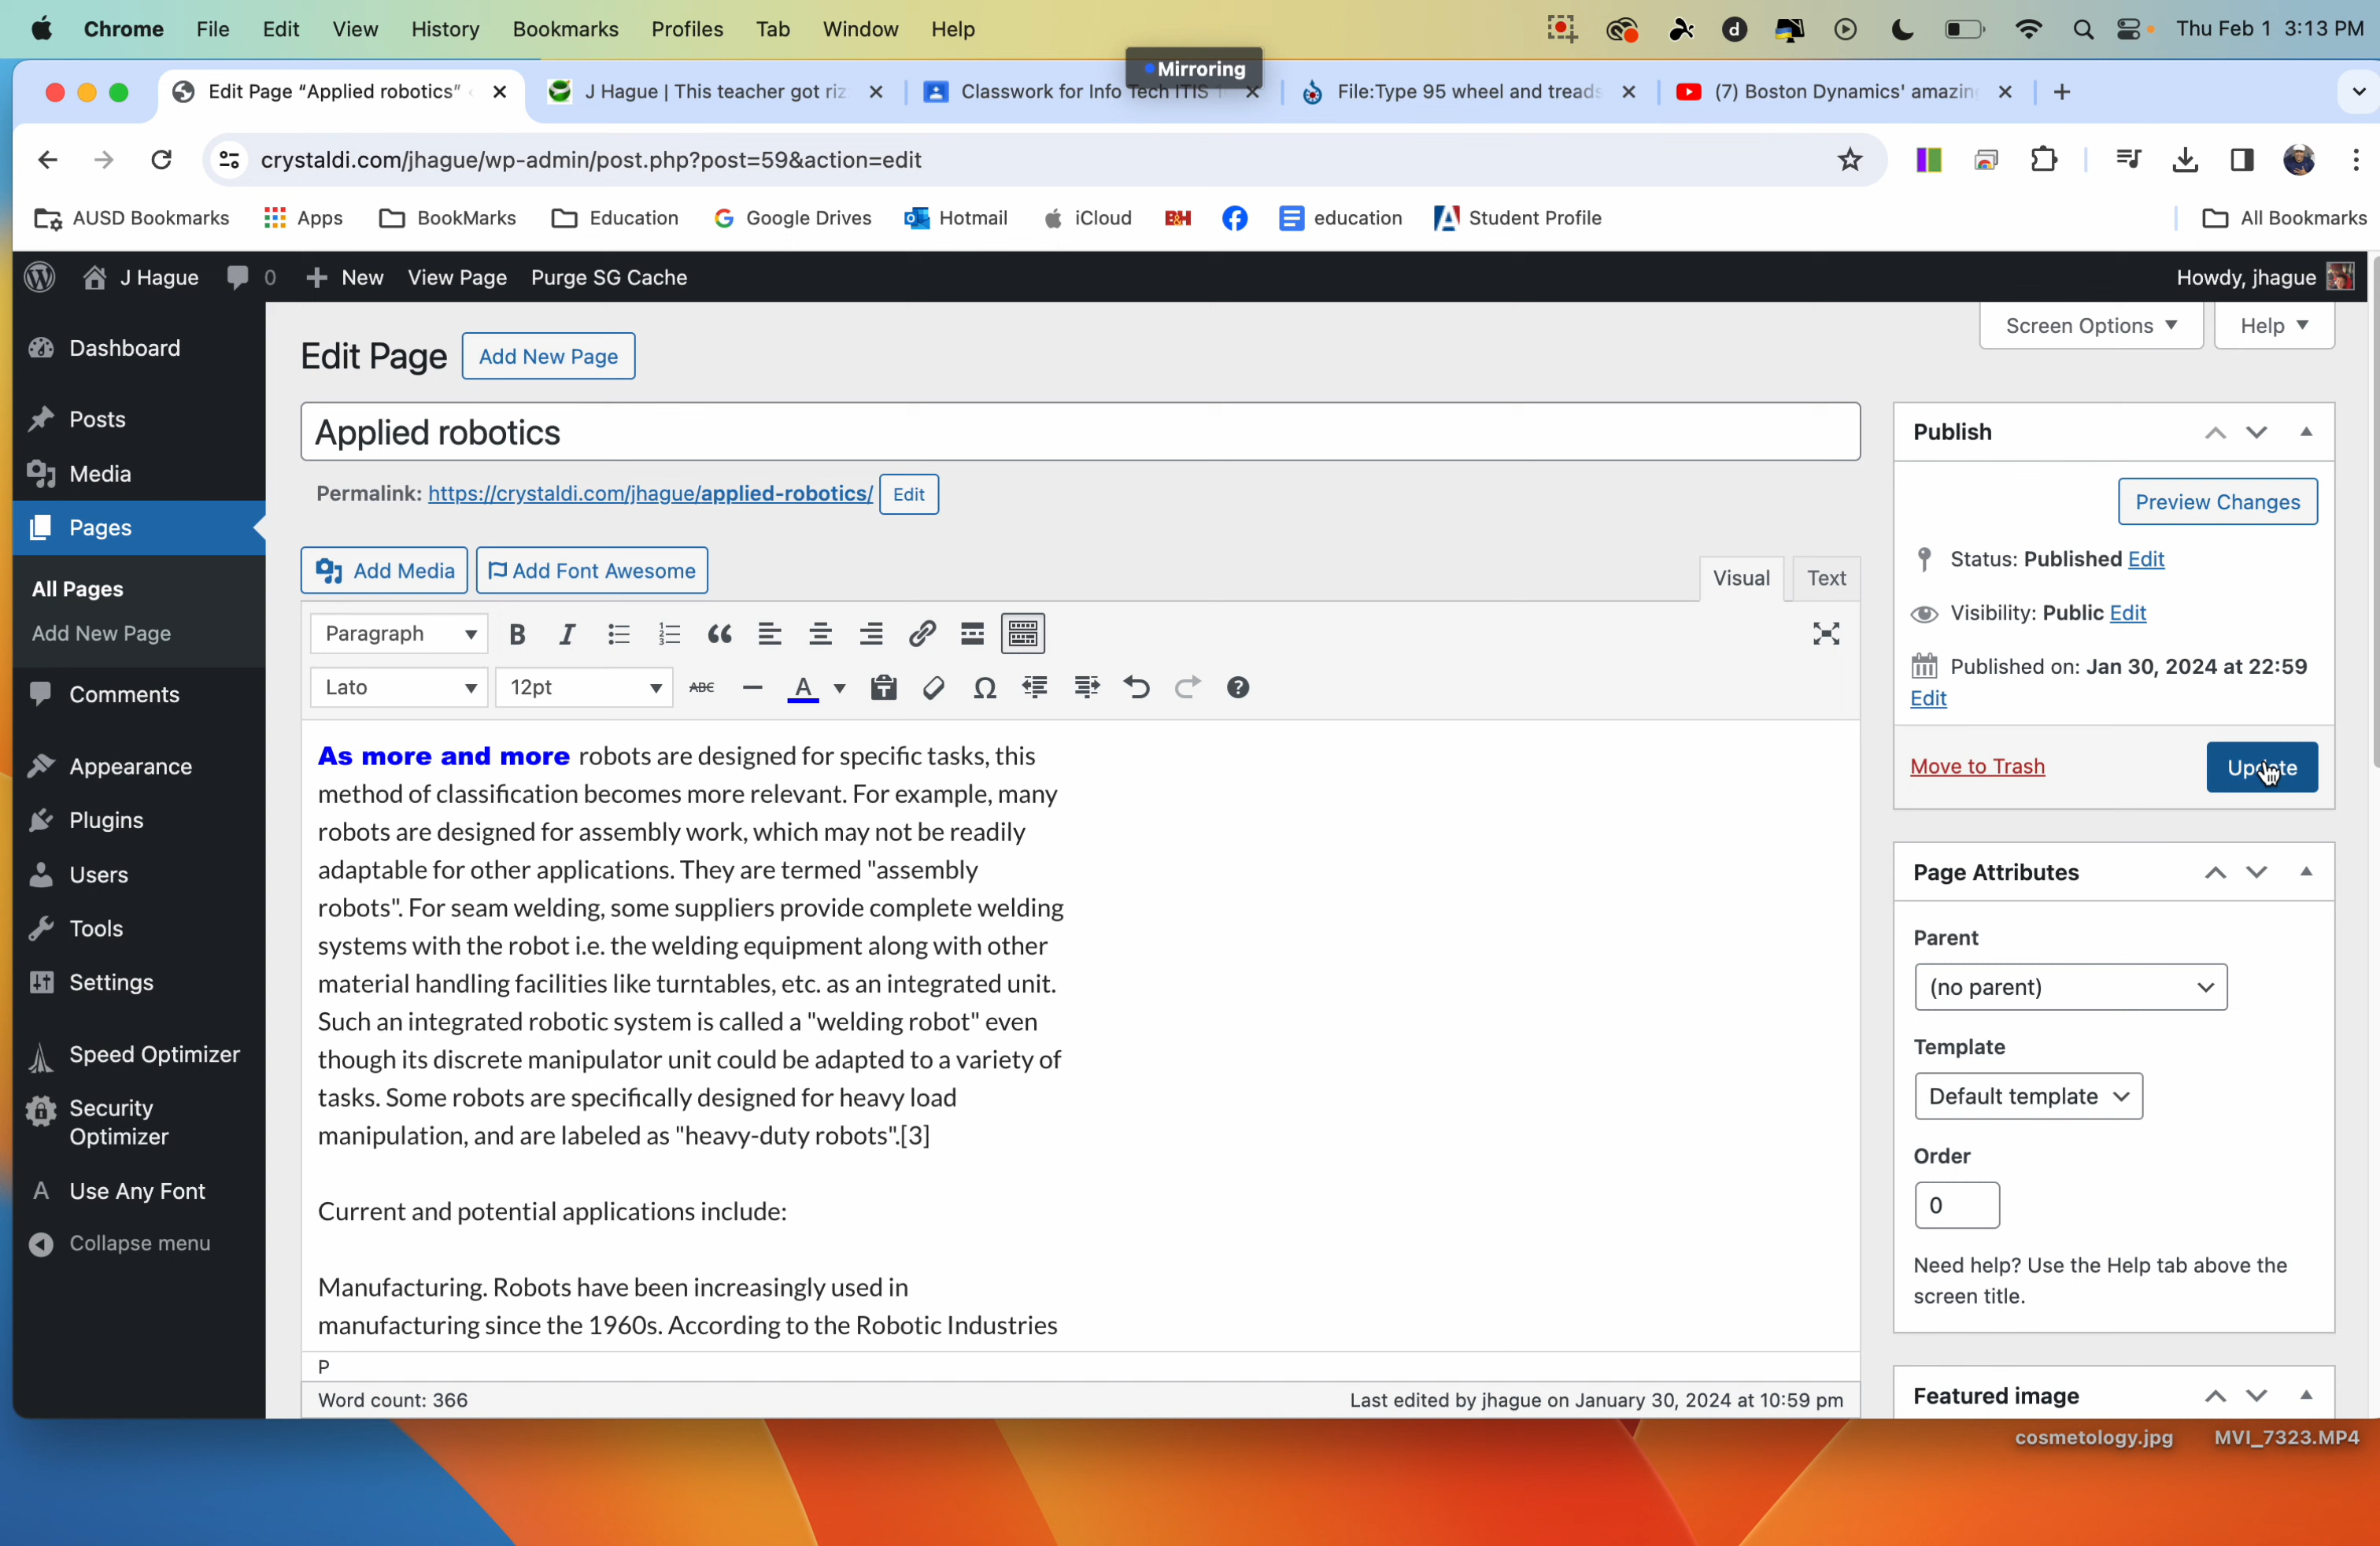 Chrome File Edit View History Bookmarks Profiles Tab Window Help Thu Feb 1 3:13 PM
Mirroring
Edit Page “Applied robotics” J Hague | This teacher got riz Classwork for Info Tech ITIS File:Type 95 wheel and treads (7) Boston Dynamics' amazin
crystaldi.com/jhague/wp-admin/post.php?post=59&action=edit
AUSD Bookmarks Apps BookMarks Education Google Drives Hotmail iCloud B&H education Student Profile All Bookmarks
J Hague 0 New View Page Purge SG Cache Howdy, jhague
Screen Options Help
Dashboard
Posts
Media
Pages
All Pages
Add New Page
Comments
Appearance
Plugins
Users
Tools
Settings
Speed Optimizer
Security
Optimizer
Use Any Font
Collapse menu
Edit Page Add New Page
Applied robotics
Permalink: https://crystaldi.com/jhague/applied-robotics/ Edit
Add Media Add Font Awesome Visual Text
Paragraph B I
Lato 12pt ABC A
As more and more robots are designed for specific tasks, this
method of classification becomes more relevant. For example, many
robots are designed for assembly work, which may not be readily
adaptable for other applications. They are termed "assembly
robots". For seam welding, some suppliers provide complete welding
systems with the robot i.e. the welding equipment along with other
material handling facilities like turntables, etc. as an integrated unit.
Such an integrated robotic system is called a "welding robot" even
though its discrete manipulator unit could be adapted to a variety of
tasks. Some robots are specifically designed for heavy load
manipulation, and are labeled as "heavy-duty robots".[3]
Current and potential applications include:
Manufacturing. Robots have been increasingly used in
manufacturing since the 1960s. According to the Robotic Industries
P
Word count: 366 Last edited by jhague on January 30, 2024 at 10:59 pm
Publish
Preview Changes
Status: Published Edit
Visibility: Public Edit
Published on: Jan 30, 2024 at 22:59
Edit
Move to Trash Update
Page Attributes
Parent
(no parent)
Template
Default template
Order
0
Need help? Use the Help tab above the
screen title.
Featured image
cosmetology.jpg MVI_7323.MP4